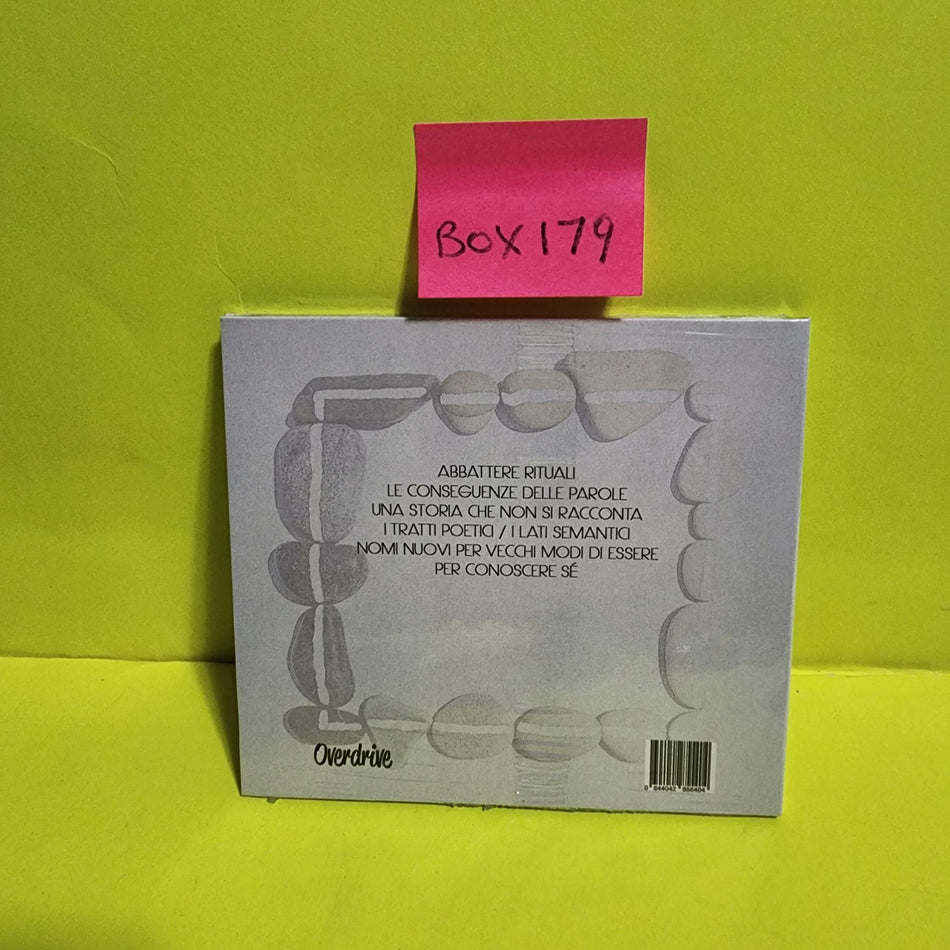 BOX 179
ABBATTERE RITUALI
LE CONSEGUENZE DELLE PAROLE
UNA STORIA CHE NON SI RACCONTA
I TRATTI POETICI / I LATI SEMANTICI
NOMI NUOVI PER VECCHI MODI DI ESSERE
PER CONOSCERE SÉ
Overdrive